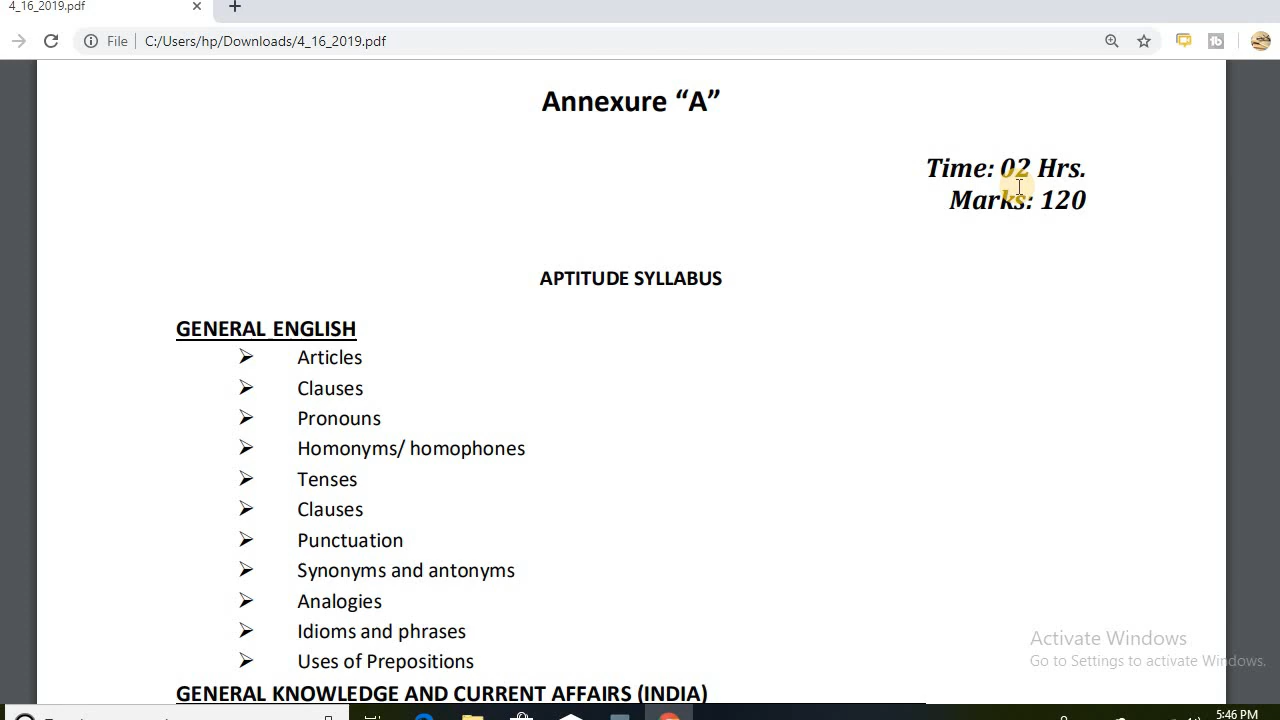 4_16_2019.pdf
File
C:/Users/hp/Downloads/4_16_2019.pdf
Annexure “A”
Time: 02 Hrs.
Marks: 120
APTITUDE SYLLABUS
GENERAL ENGLISH
➢ Articles
➢ Clauses
➢ Pronouns
➢ Homonyms/ homophones
➢ Tenses
➢ Clauses
➢ Punctuation
➢ Synonyms and antonyms
➢ Analogies
➢ Idioms and phrases
➢ Uses of Prepositions
Activate Windows
Go to Settings to activate Windows.
GENERAL KNOWLEDGE AND CURRENT AFFAIRS (INDIA)
5:46 PM